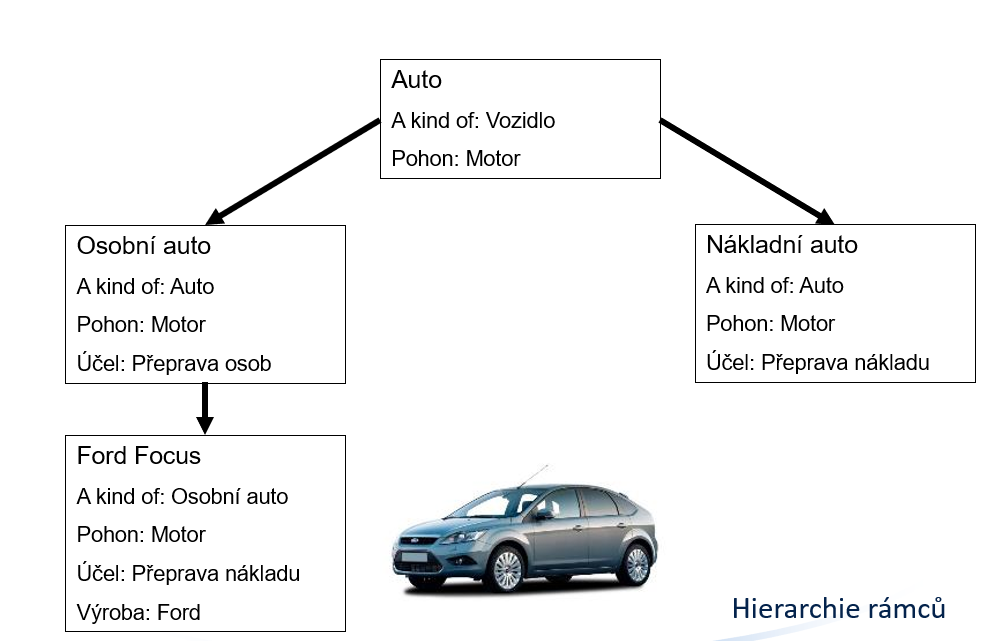 Auto
A kind of: Vozidlo
Pohon: Motor
Osobní auto
A kind of: Auto
Pohon: Motor
Účel: Přeprava osob
Nákladní auto
A kind of: Auto
Pohon: Motor
Účel: Přeprava nákladu
Ford Focus
A kind of: Osobní auto
Pohon: Motor
Účel: Přeprava nákladu
Výroba: Ford
Hierarchie rámců